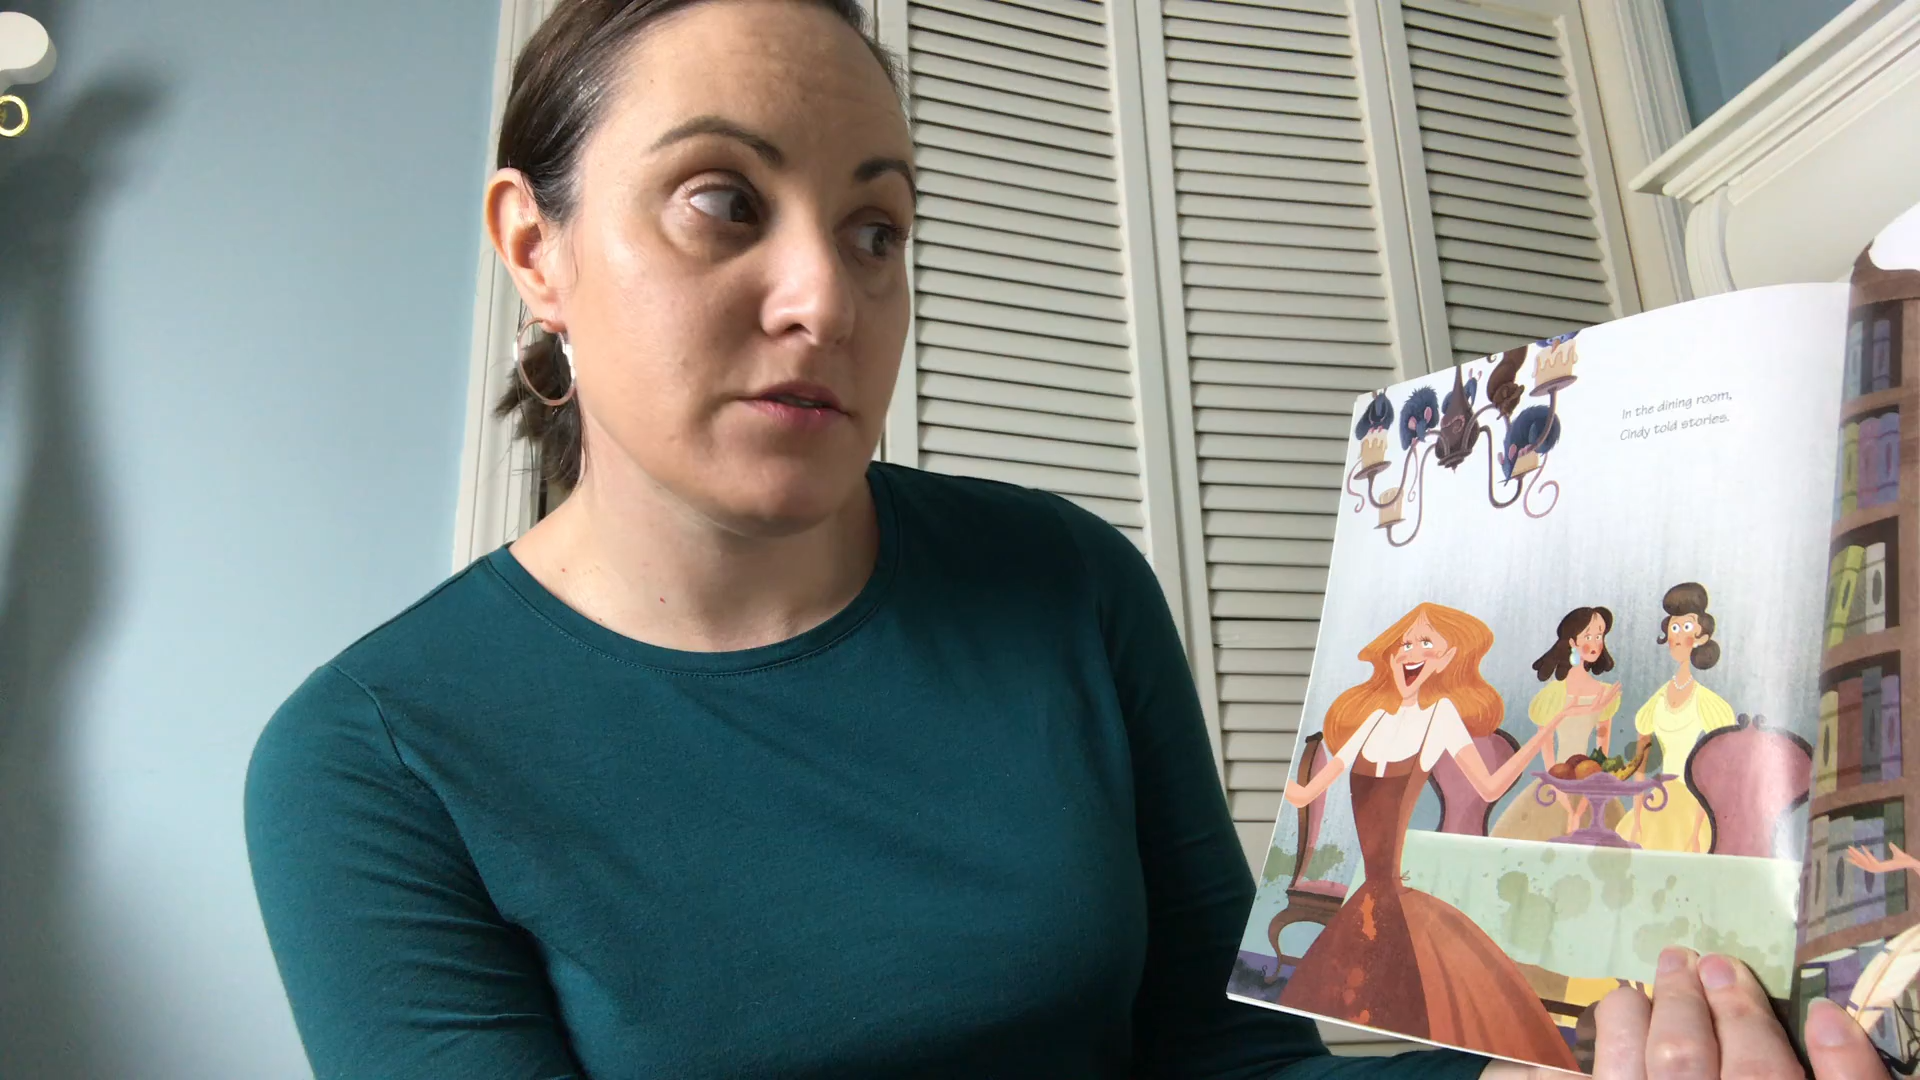 In the dining room,
Cindy told stories.